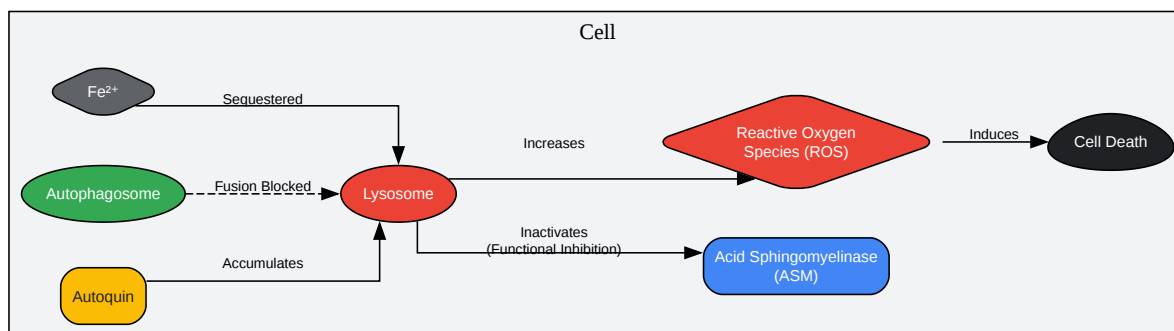 Cell
Fe²⁺
Sequestered
Autophagosome
Fusion Blocked
Lysosome
Autoquin
Accumulates
Increases
Reactive Oxygen
Species (ROS)
Induces
Cell Death
Inactivates
(Functional Inhibition)
Acid Sphingomyelinase
(ASM)